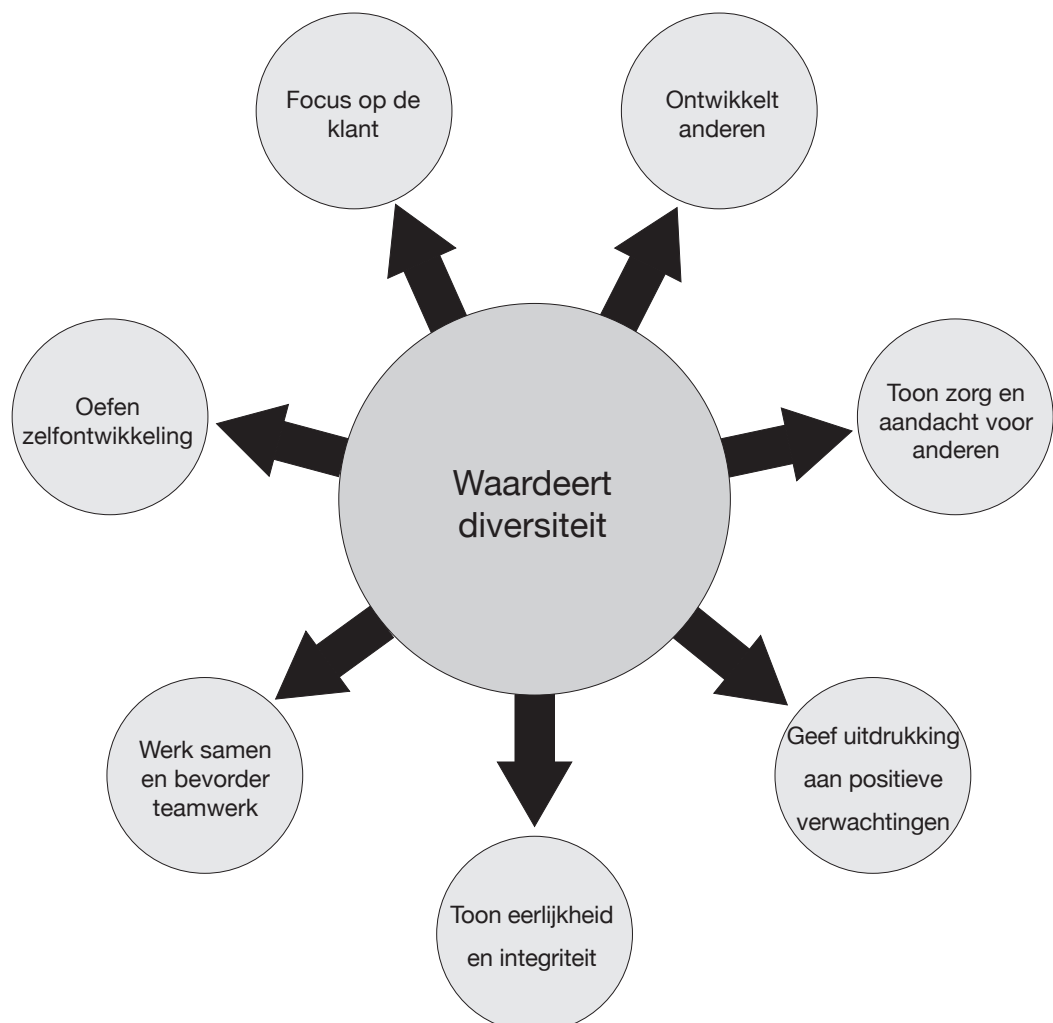 Focus op de
klant
Ontwikkelt
anderen
Oefen
zelfontwikkeling
Toon zorg en
aandacht voor
anderen
Waardeert
diversiteit
Werk samen
en bevorder
teamwerk
Geef uitdrukking
aan positieve
verwachtingen
Toon eerlijkheid
en integriteit